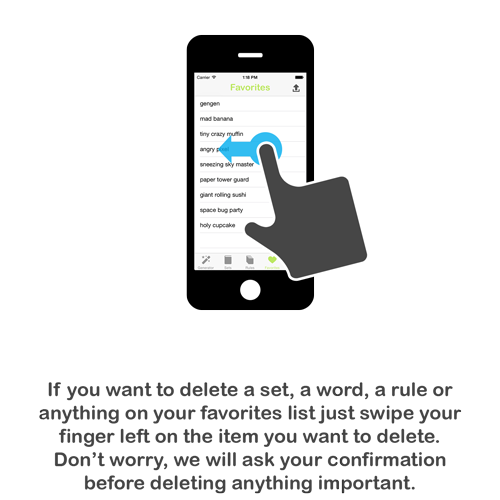 Carrier 1:18 PM
Favorites
gengen
mad banana
tiny crazy muffin
angry pixel
sneezing sky master
paper tower guard
giant rolling sushi
space bug party
holy cupcake
Generator Sets Rules
If you want to delete a set, a word, a rule or
anything on your favorites list just swipe your
finger left on the item you want to delete.
Don't worry, we will ask your confirmation
before deleting anything important.